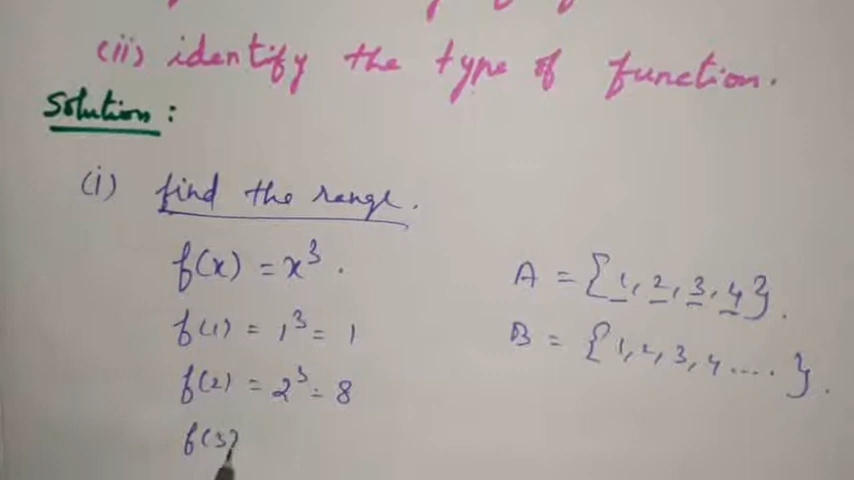 (ii) identify the type of function.
Solution:
(i) find the range.
f(x) = x³.
A = {1, 2, 3, 4}.
f(1) = 1³ = 1
B = {1, 2, 3, 4 .... }.
f(2) = 2³ = 8
f(3)